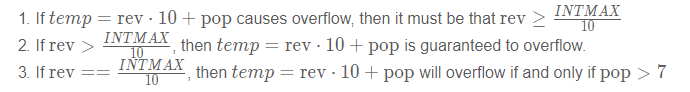 1. If temp = rev · 10 + pop causes overflow, then it must be that rev ≥ INTMAX/10
2. If rev > INTMAX/10, then temp = rev · 10 + pop is guaranteed to overflow.
3. If rev == INTMAX/10, then temp = rev · 10 + pop will overflow if and only if pop > 7